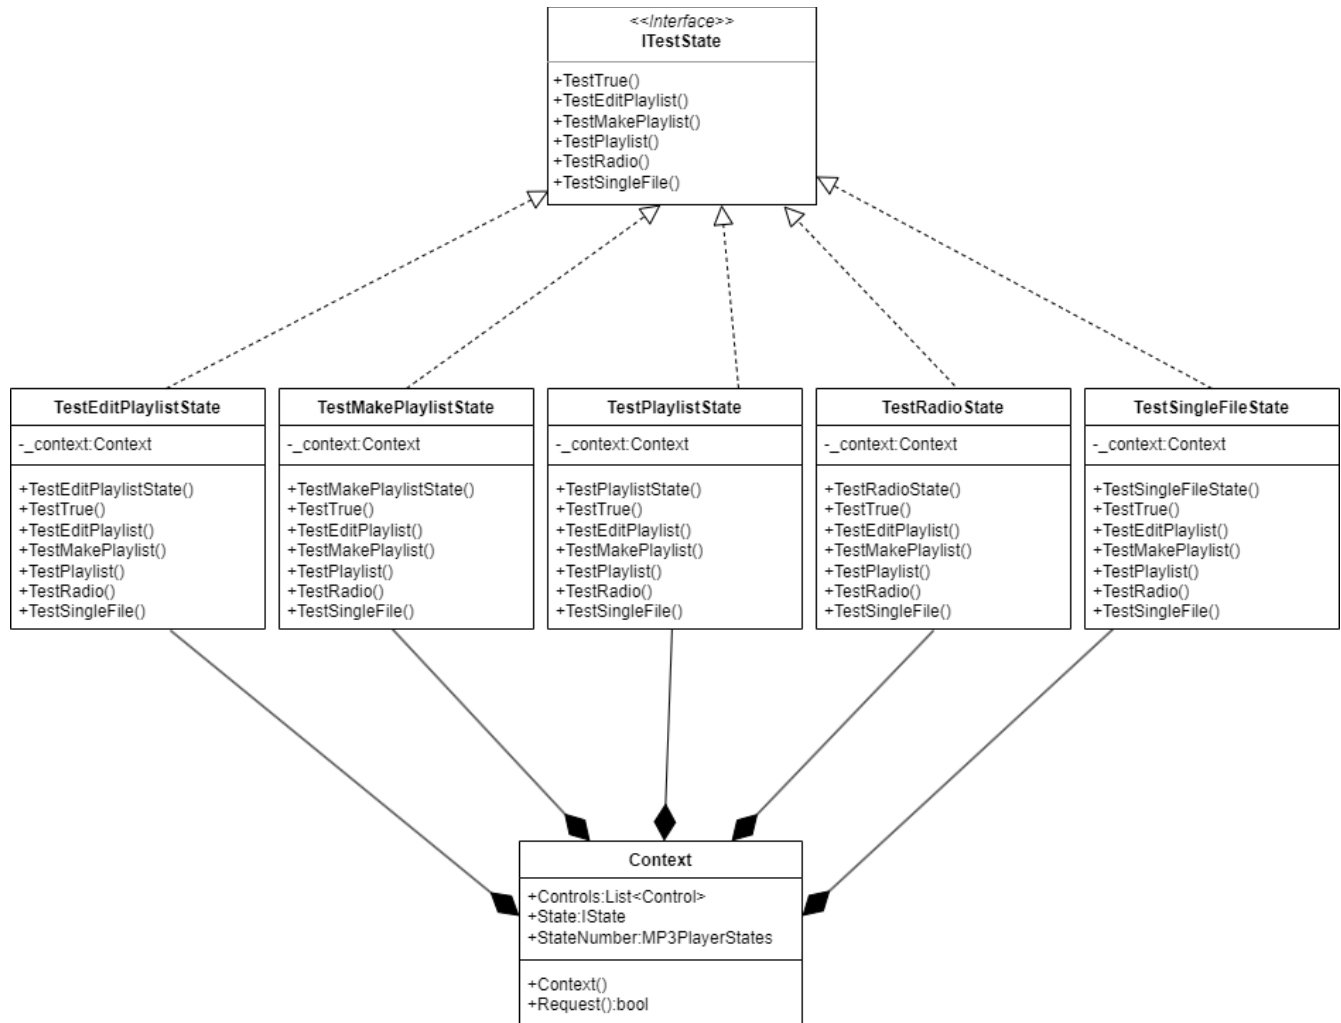 <<Interface>>
ITestState
+TestTrue()
+TestEditPlaylist()
+TestMakePlaylist()
+TestPlaylist()
+TestRadio()
+TestSingleFile()
TestEditPlaylistState
-_context:Context
+TestEditPlaylistState()
+TestTrue()
+TestEditPlaylist()
+TestMakePlaylist()
+TestPlaylist()
+TestRadio()
+TestSingleFile()
TestMakePlaylistState
-_context:Context
+TestMakePlaylistState()
+TestTrue()
+TestEditPlaylist()
+TestMakePlaylist()
+TestPlaylist()
+TestRadio()
+TestSingleFile()
TestPlaylistState
-_context:Context
+TestPlaylistState()
+TestTrue()
+TestEditPlaylist()
+TestMakePlaylist()
+TestPlaylist()
+TestRadio()
+TestSingleFile()
TestRadioState
-_context:Context
+TestRadioState()
+TestTrue()
+TestEditPlaylist()
+TestMakePlaylist()
+TestPlaylist()
+TestRadio()
+TestSingleFile()
TestSingleFileState
-_context:Context
+TestSingleFileState()
+TestTrue()
+TestEditPlaylist()
+TestMakePlaylist()
+TestPlaylist()
+TestRadio()
+TestSingleFile()
Context
+Controls:List<Control>
+State:IState
+StateNumber:MP3PlayerStates
+Context()
+Request():bool